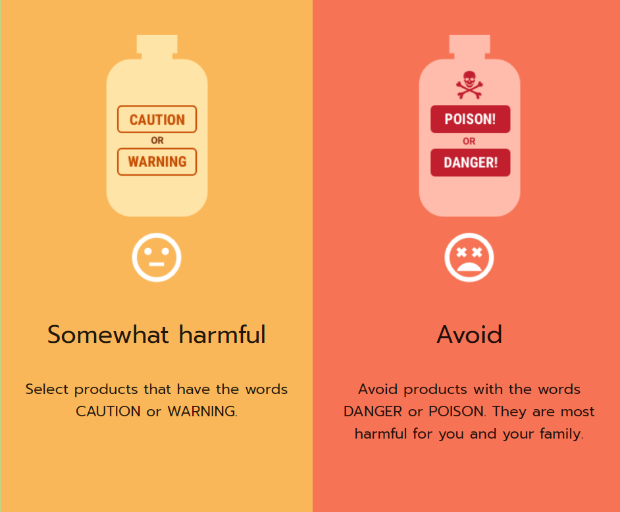 CAUTION
OR
WARNING
Somewhat harmful
Select products that have the words
CAUTION or WARNING.
POISON!
OR
DANGER!
Avoid
Avoid products with the words
DANGER or POISON. They are most
harmful for you and your family.